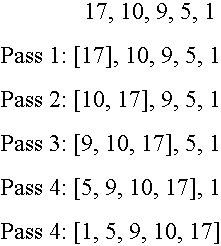 17, 10, 9, 5, 1
Pass 1: [17], 10, 9, 5, 1
Pass 2: [10, 17], 9, 5, 1
Pass 3: [9, 10, 17], 5, 1
Pass 4: [5, 9, 10, 17], 1
Pass 4: [1, 5, 9, 10, 17]